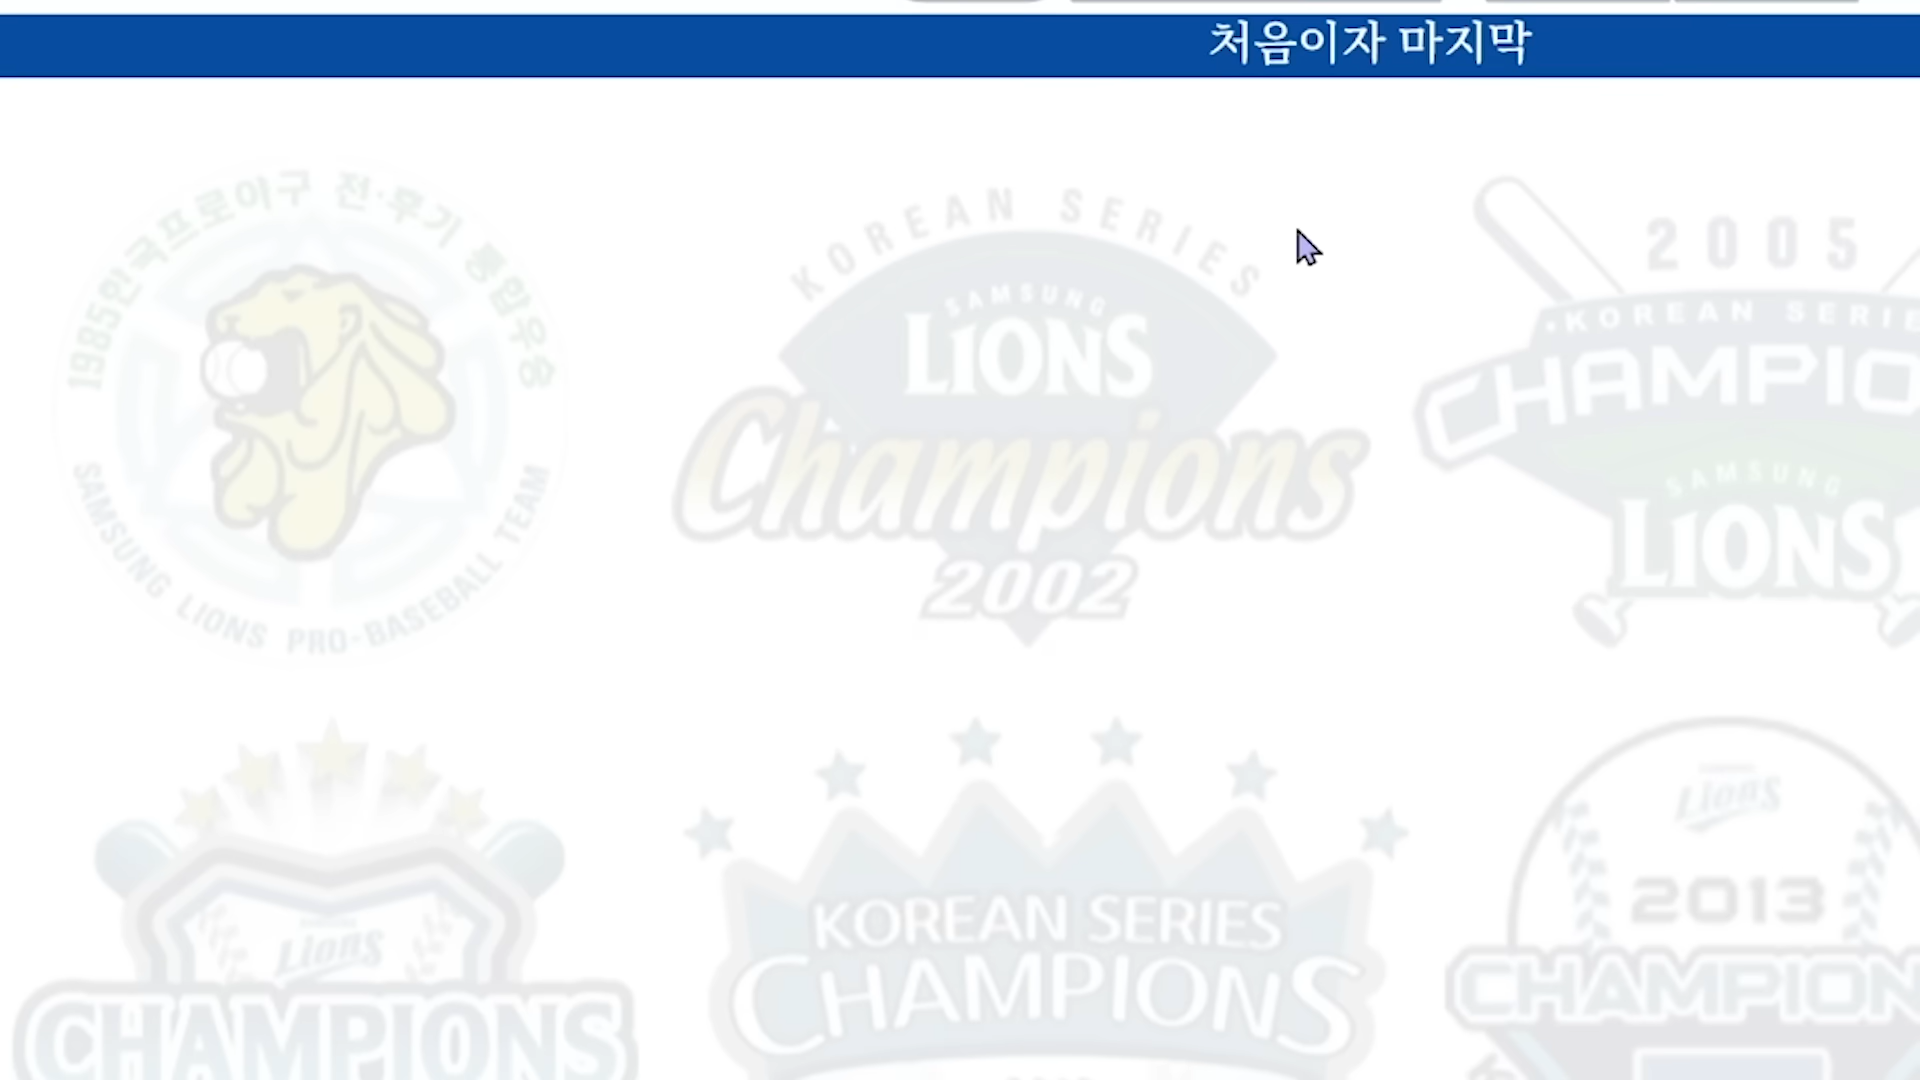 처음이자 마지막
1985한국프로야구 전·후기 통합우승
SAMSUNG LIONS PRO-BASEBALL TEAM
KOREAN SERIES
SAMSUNG
LIONS
Champions
2002
2005
·KOREAN SERIE
CHAMPIO
SAMSUNG
LIONS
Lions
CHAMPIONS
KOREAN SERIES
CHAMPIONS
Lions
2013
CHAMPION